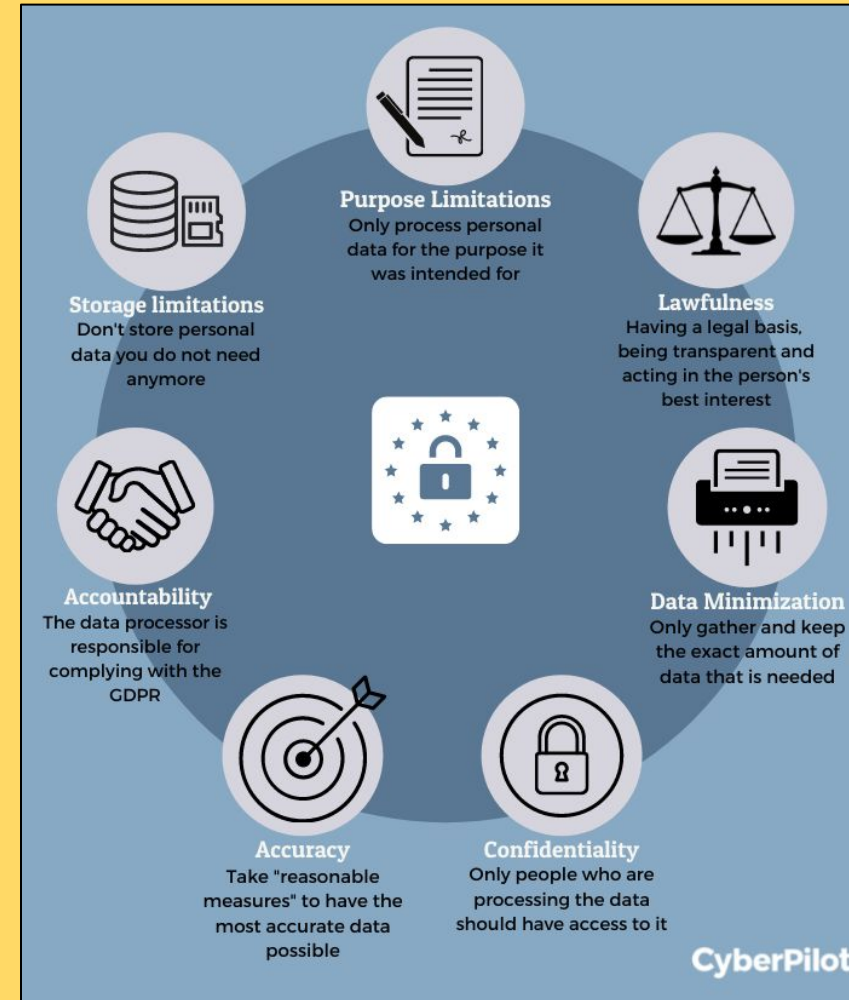 Purpose Limitations
Only process personal
data for the purpose it
was intended for
Lawfulness
Having a legal basis,
being transparent and
acting in the person's
best interest
Data Minimization
Only gather and keep
the exact amount of
data that is needed
Confidentiality
Only people who are
processing the data
should have access to it
Accuracy
Take "reasonable
measures" to have the
most accurate data
possible
Accountability
The data processor is
responsible for
complying with the
GDPR
Storage limitations
Don't store personal
data you do not need
anymore
CyberPilot